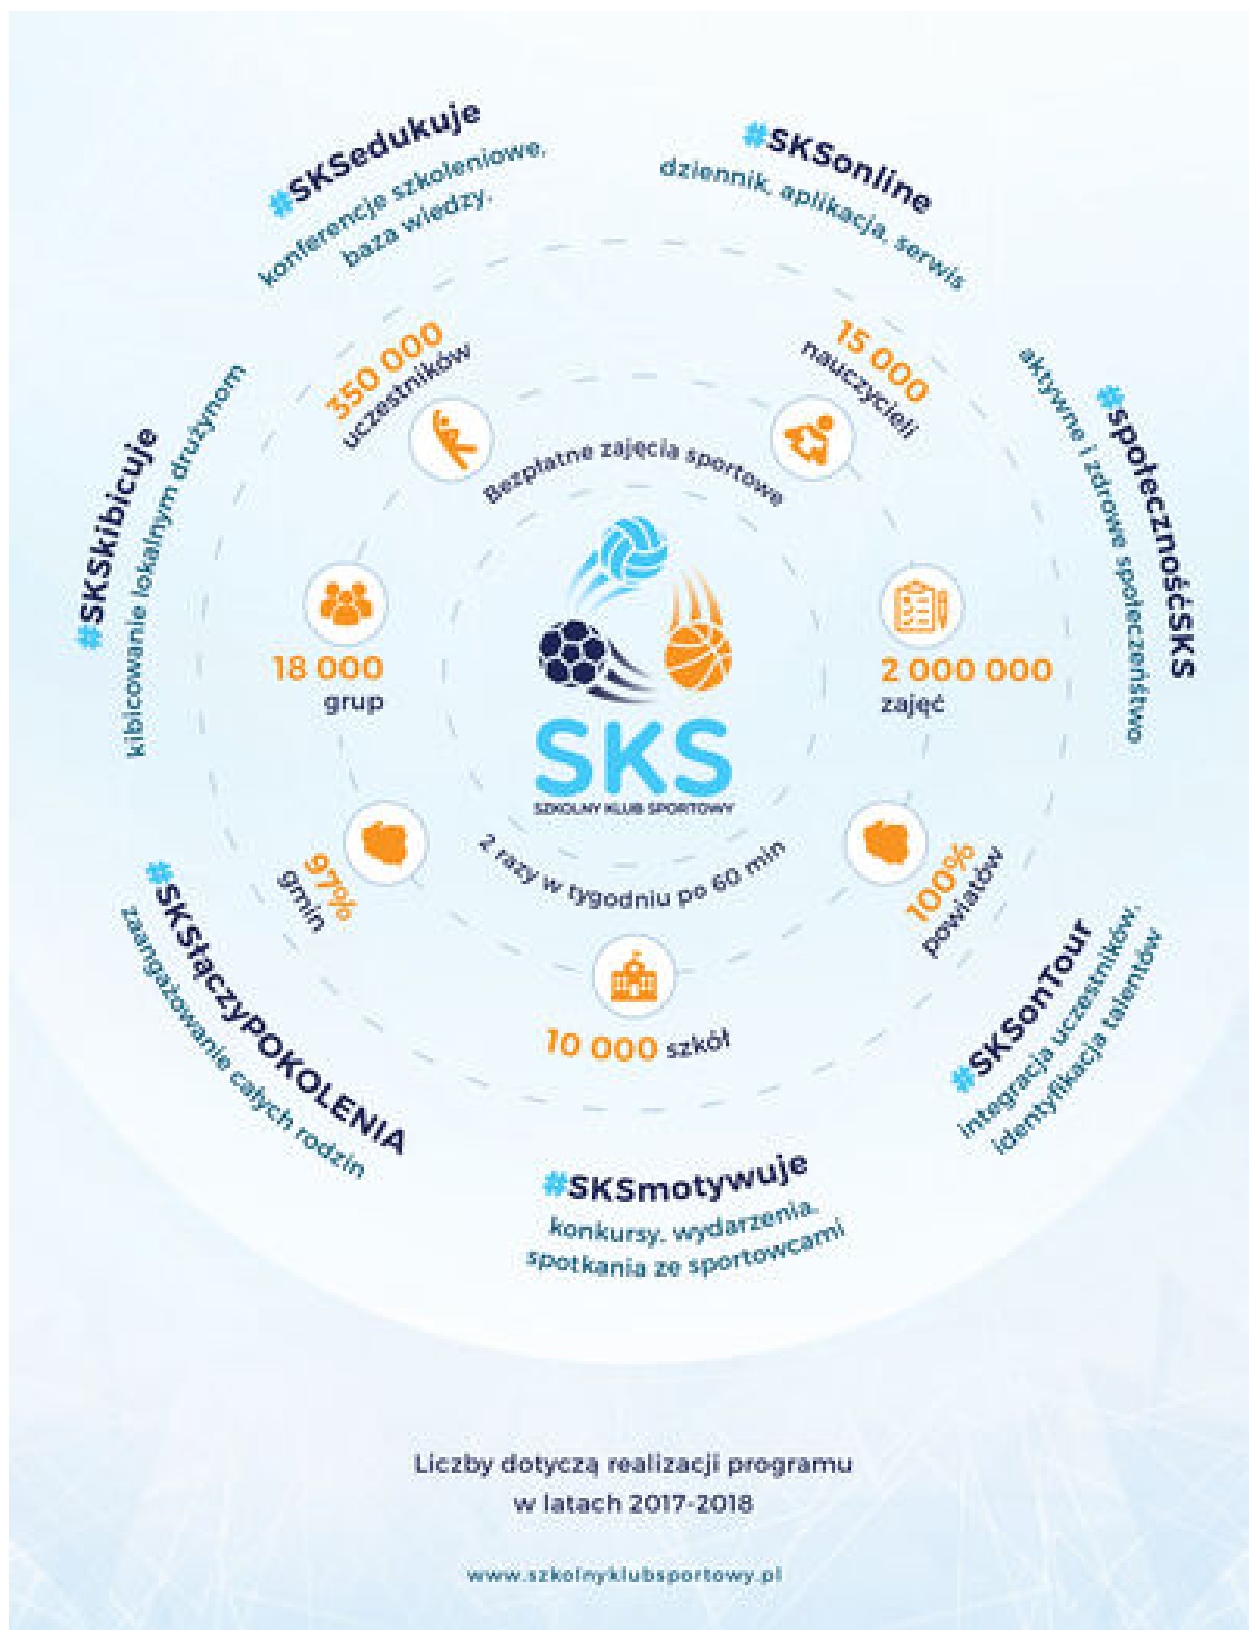 #SKSedukuje
konferencje szkoleniowe,
baza wiedzy.
#SKSonline
dziennik, aplikacja, serwis
#społecznośćSKS
aktywne i zdrowe społeczeństwo
#SKSkibicuje
kibicowanie lokalnym drużynom
350 000
uczestników
15 000
nauczycieli
Bezpłatne zajęcia sportowe
18 000
grup
2 000 000
zajęć
SKS
SZKOLNY KLUB SPORTOWY
2 razy w tygodniu po 60 min
97%
gmin
100%
powiatów
10 000 szkół
#SKSłączyPOKOLENIA
zaangażowanie całych rodzin
#SKSonTour
integracja uczestników,
identyfikacja talentów
#SKSmotywuje
konkursy, wydarzenia,
spotkania ze sportowcami
Liczby dotyczą realizacji programu
w latach 2017-2018
www.szkolnyklubsportowy.pl